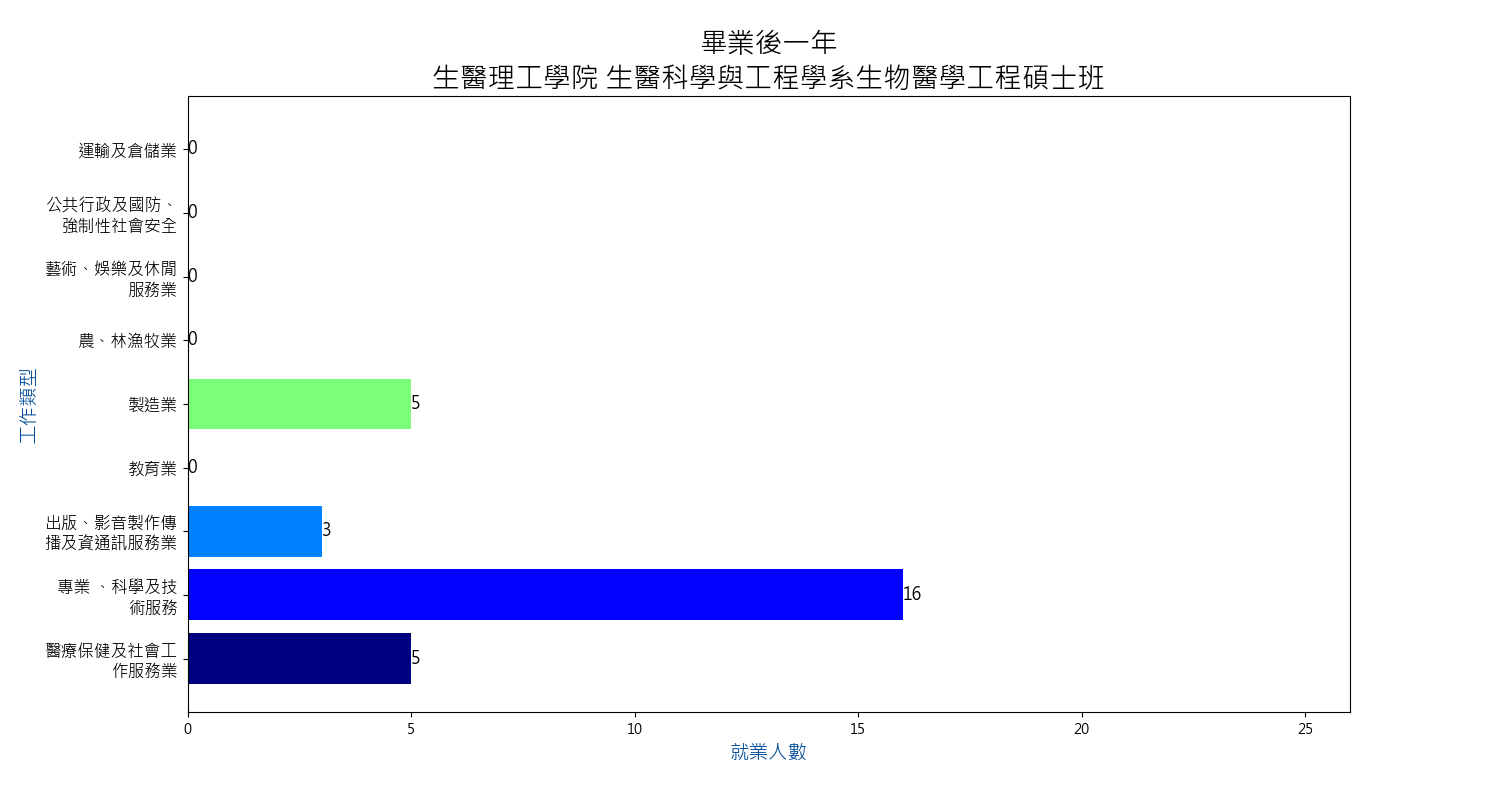 畢業後一年
生醫理工學院 生醫科學與工程學系生物醫學工程碩士班
運輸及倉儲業
0
公共行政及國防、
強制性社會安全
0
藝術、娛樂及休閒
服務業
0
農、林漁牧業
0
製造業
5
教育業
0
出版、影音製作傳
播及資通訊服務業
3
專業 、科學及技
術服務
16
醫療保健及社會工
作服務業
5
工作類型
0 5 10 15 20 25
就業人數